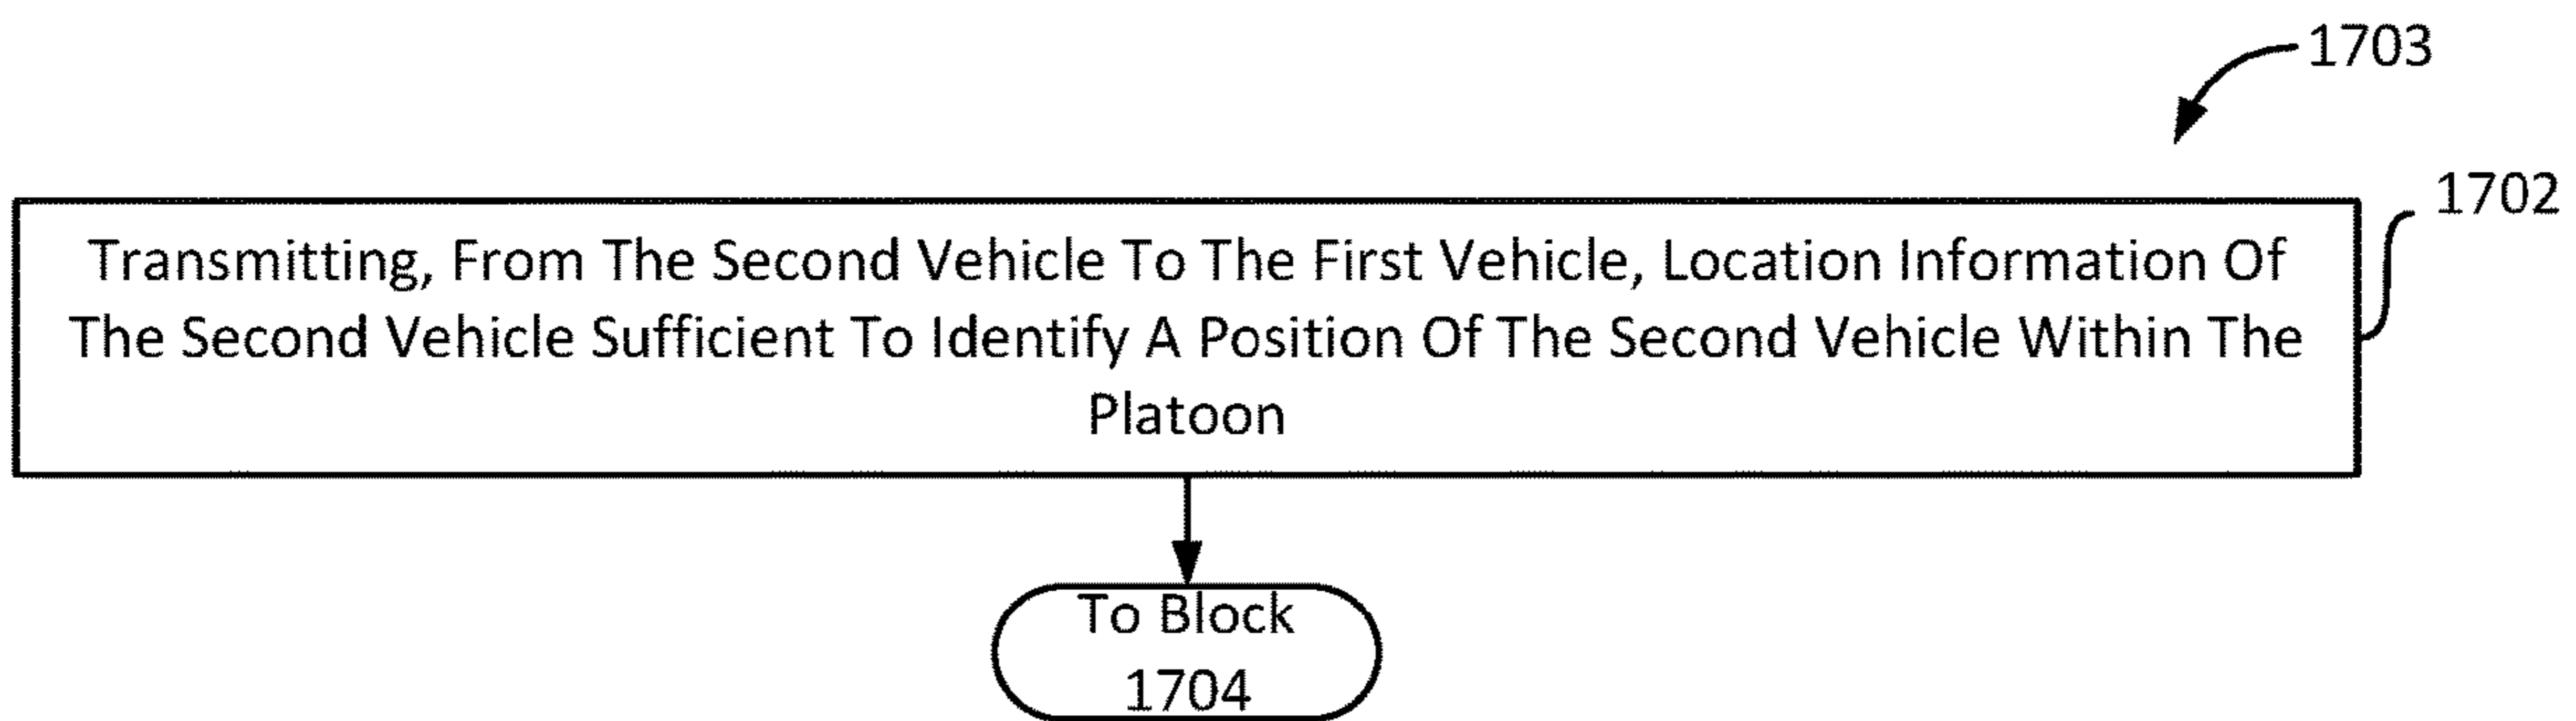 1703
1702
Transmitting, From The Second Vehicle To The First Vehicle, Location Information Of
The Second Vehicle Sufficient To Identify A Position Of The Second Vehicle Within The
Platoon
To Block
1704